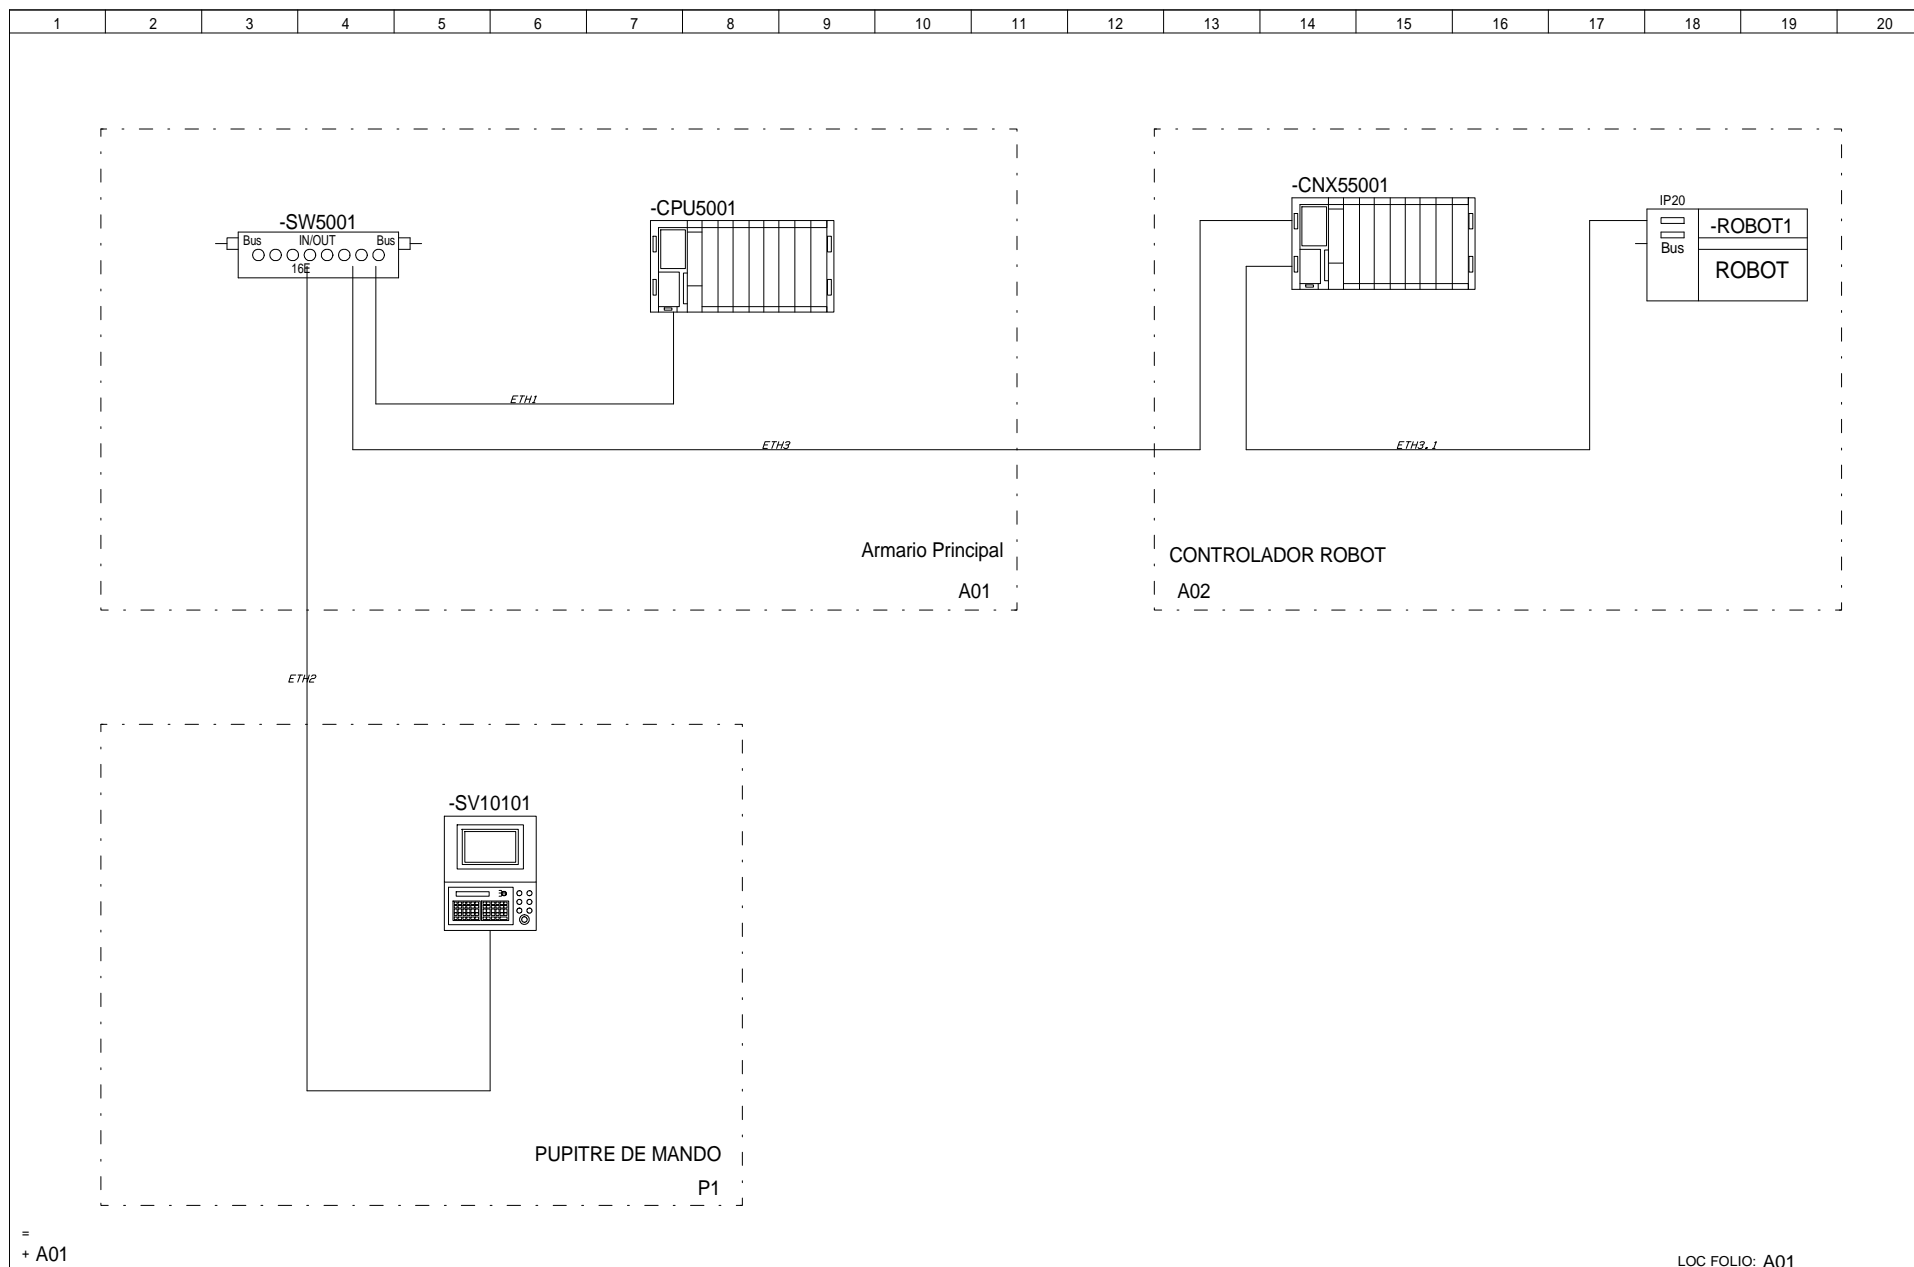 1 2 3 4 5 6 7 8 9 10 11 12 13 14 15 16 17 18 19 20
-SW5001
Bus IN/OUT Bus
16E
-CPU5001
-CNX55001
IP20
-ROBOT1
Bus
ROBOT
ETH1
ETH3
ETH3.1
Armario Principal
A01
CONTROLADOR ROBOT
A02
ETH2
-SV10101
PUPITRE DE MANDO
P1
=
+ A01
LOC FOLIO: A01